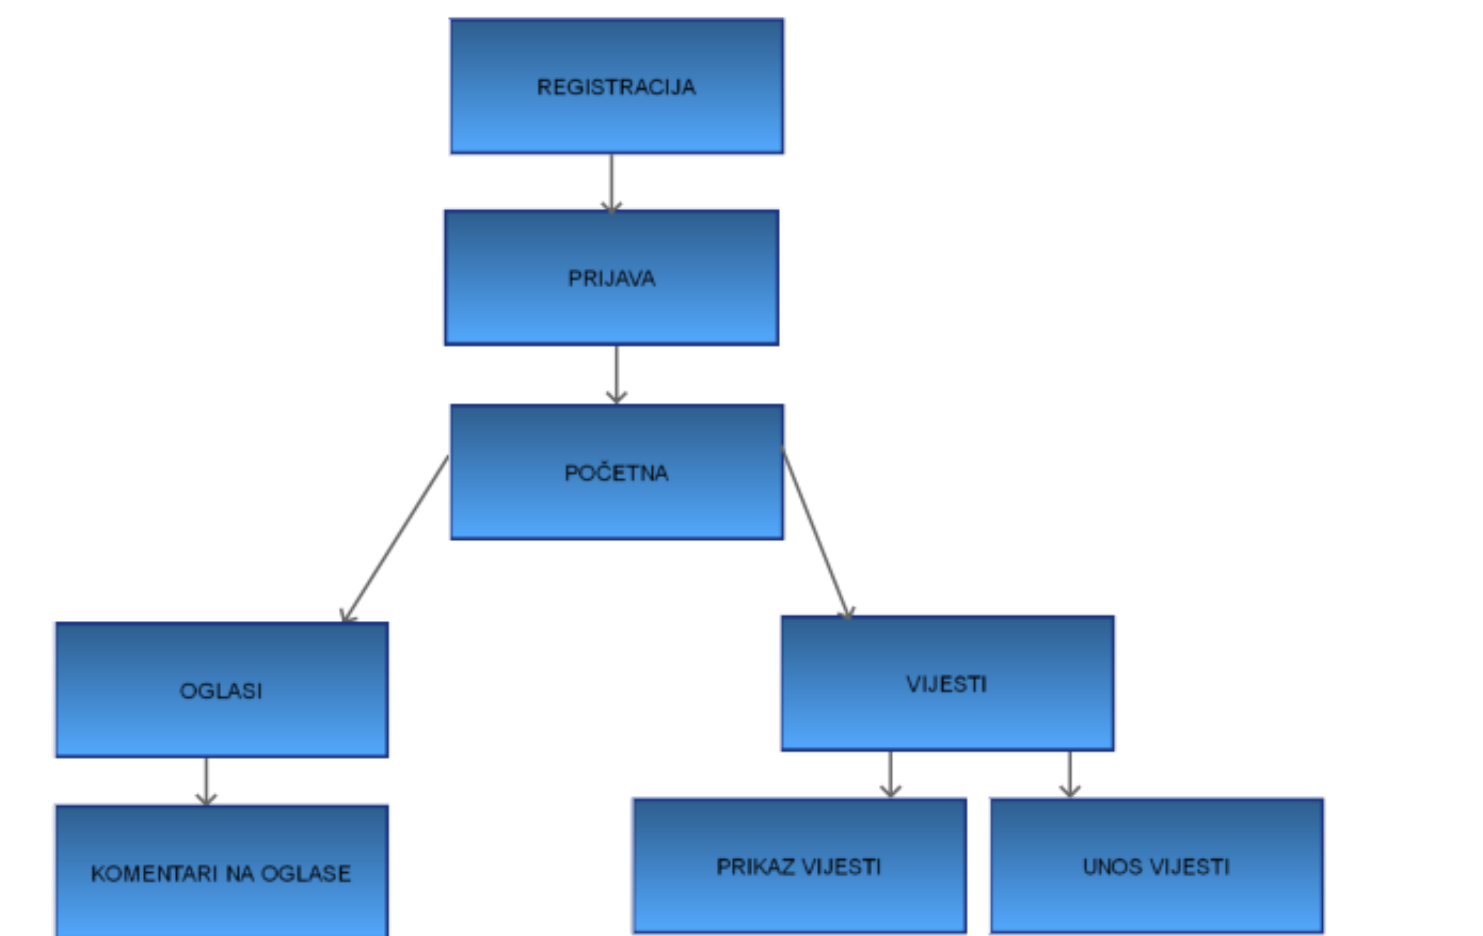 REGISTRACIJA
PRIJAVA
POČETNA
OGLASI
VIJESTI
KOMENTARI NA OGLASE
PRIKAZ VIJESTI
UNOS VIJESTI